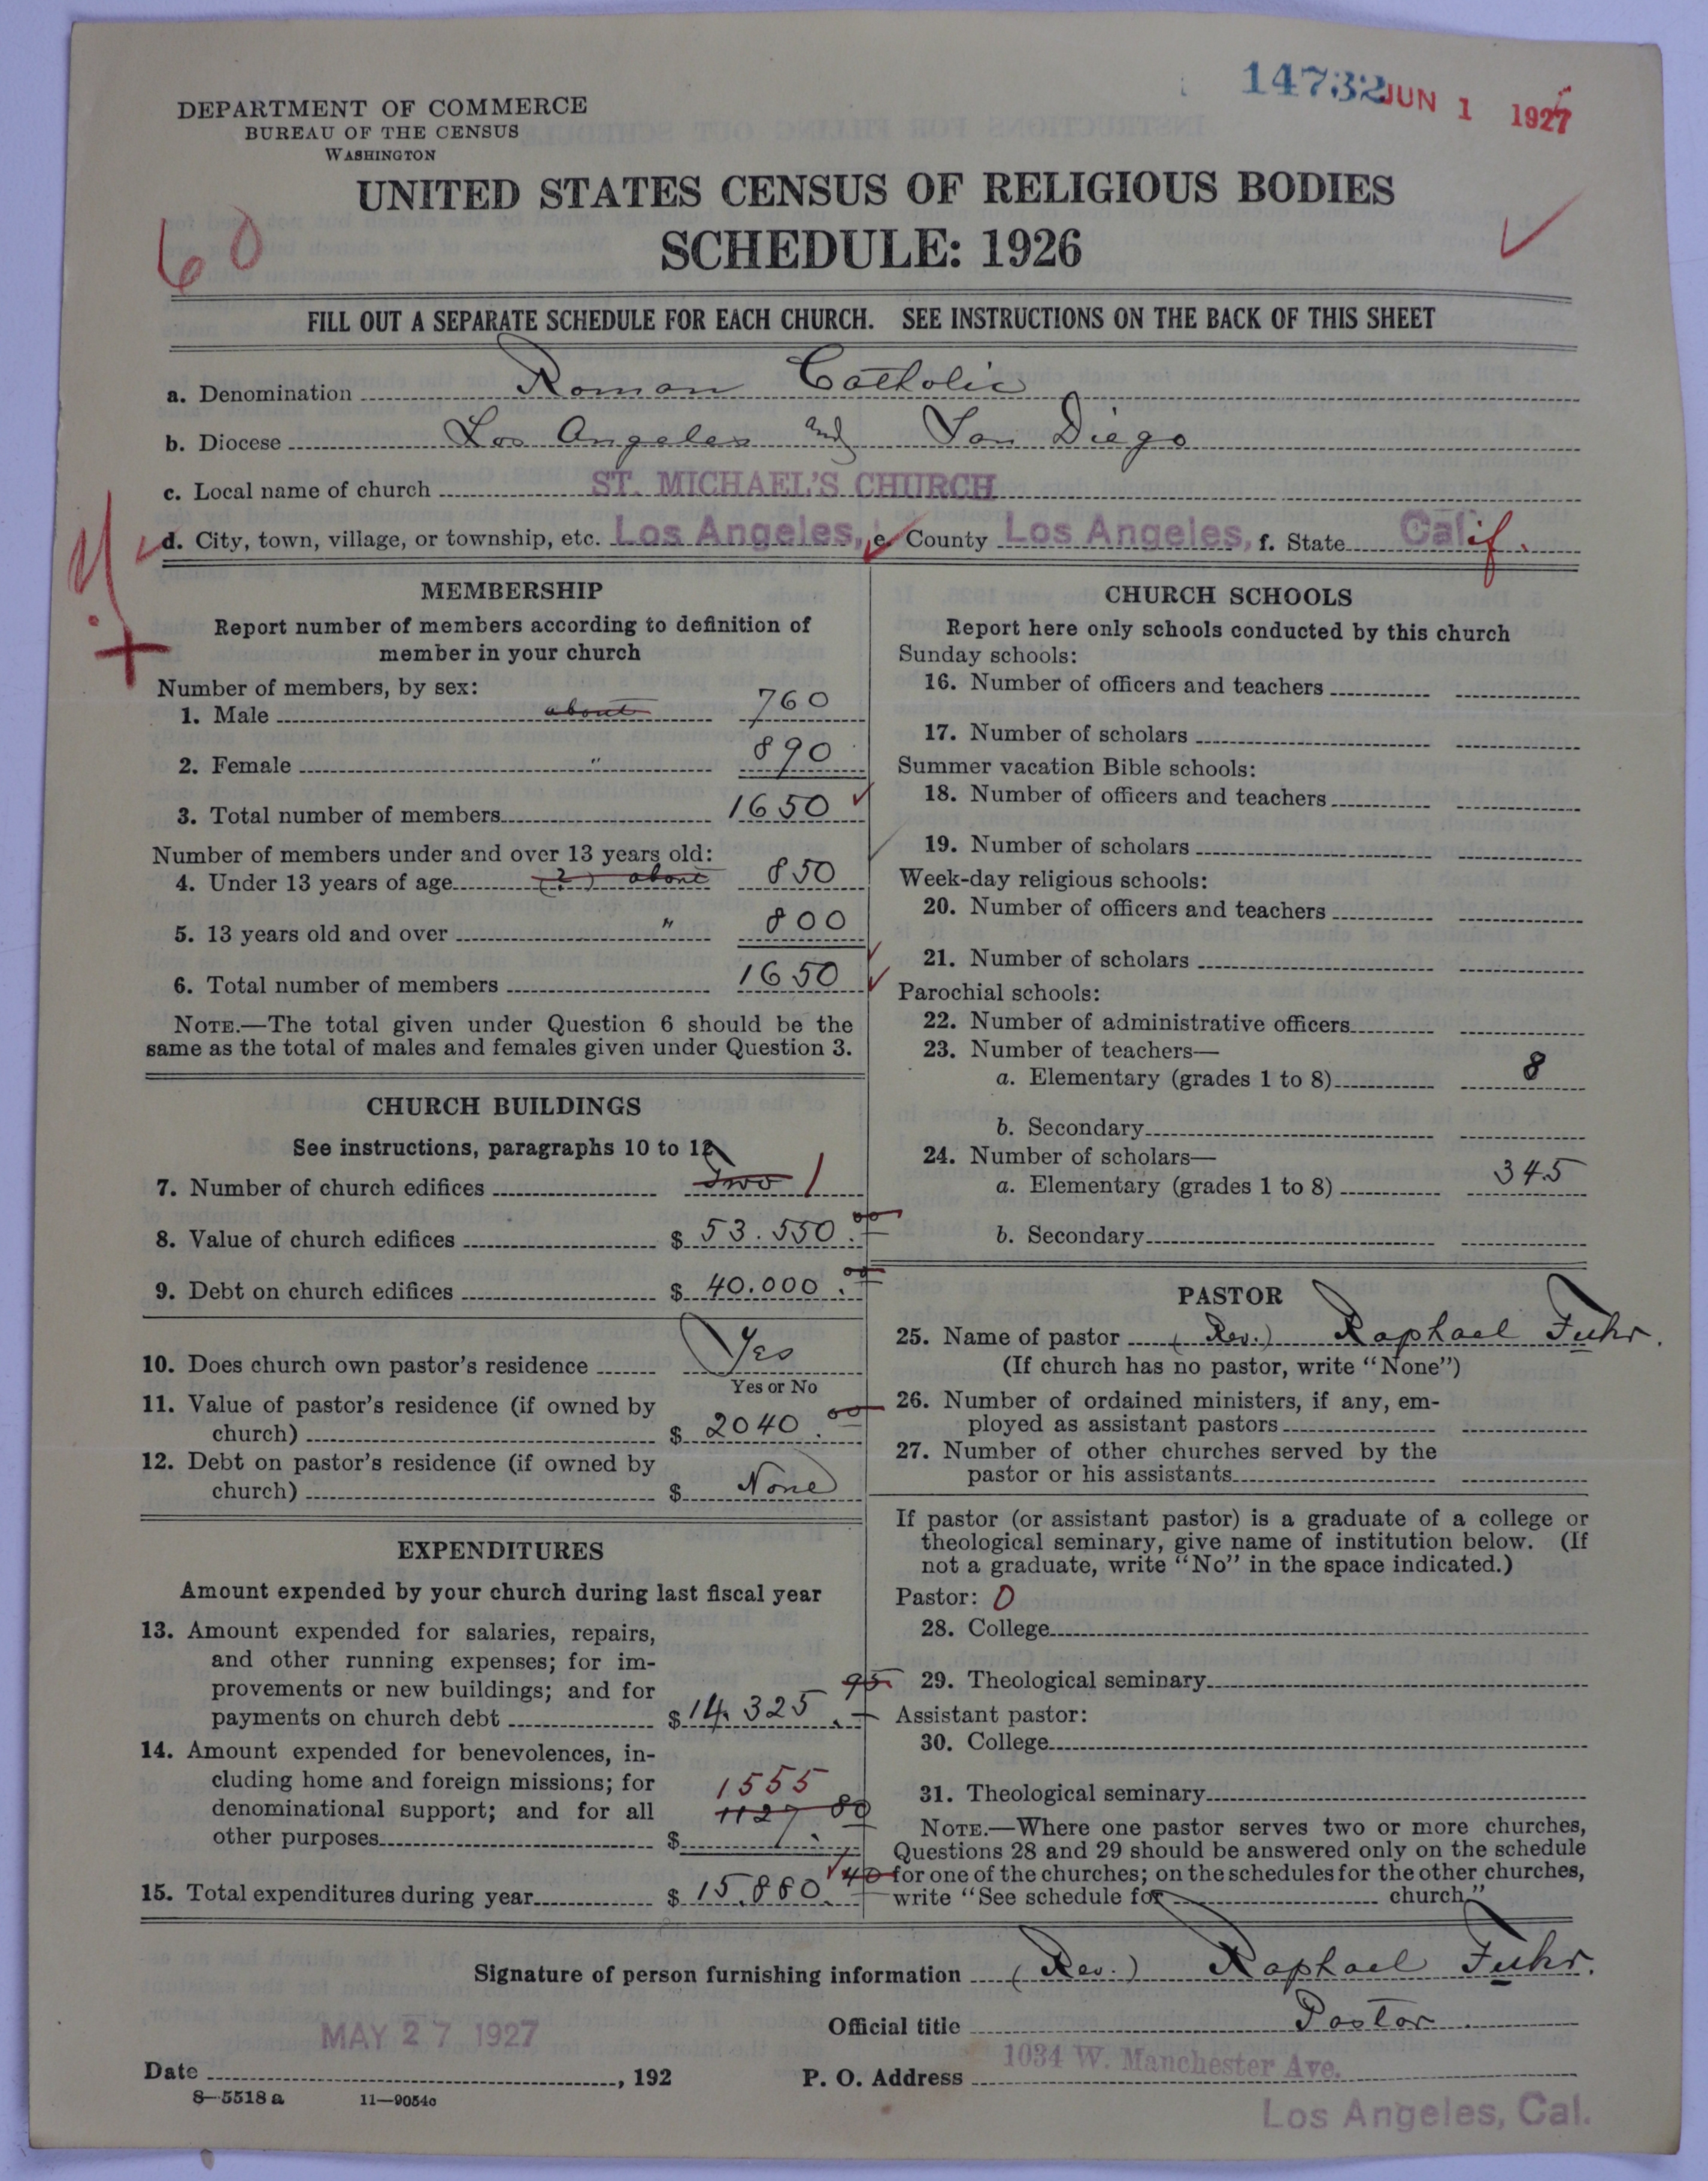 14732 JUN 1 1927
DEPARTMENT OF COMMERCE
BUREAU OF THE CENSUS
WASHINGTON
UNITED STATES CENSUS OF RELIGIOUS BODIES
SCHEDULE: 1926
60
FILL OUT A SEPARATE SCHEDULE FOR EACH CHURCH. SEE INSTRUCTIONS ON THE BACK OF THIS SHEET
a. Denomination Roman Catholic
b. Diocese Los Angeles and San Diego
c. Local name of church ST. MICHAEL'S CHURCH
d. City, town, village, or township, etc. Los Angeles, e. County Los Angeles, f. State Calif.
MEMBERSHIP
Report number of members according to definition of
member in your church
Number of members, by sex:
1. Male about 760
2. Female " 890
3. Total number of members 1650
Number of members under and over 13 years old:
4. Under 13 years of age (?) about 850
5. 13 years old and over " 800
6. Total number of members 1650
NOTE.—The total given under Question 6 should be the
same as the total of males and females given under Question 3.
CHURCH BUILDINGS
See instructions, paragraphs 10 to 12
7. Number of church edifices Two 1
8. Value of church edifices $ 53.550.00
9. Debt on church edifices $ 40.000.00
10. Does church own pastor's residence Yes
Yes or No
11. Value of pastor's residence (if owned by
church) $ 2040.00
12. Debt on pastor's residence (if owned by
church) $ None
EXPENDITURES
Amount expended by your church during last fiscal year
13. Amount expended for salaries, repairs,
and other running expenses; for im-
provements or new buildings; and for
payments on church debt $ 14.325.95
14. Amount expended for benevolences, in-
cluding home and foreign missions; for 1555
denominational support; and for all 1127 80
other purposes $
15. Total expenditures during year $ 15.880.40
CHURCH SCHOOLS
Report here only schools conducted by this church
Sunday schools:
16. Number of officers and teachers
17. Number of scholars
Summer vacation Bible schools:
18. Number of officers and teachers
19. Number of scholars
Week-day religious schools:
20. Number of officers and teachers
21. Number of scholars
Parochial schools:
22. Number of administrative officers
23. Number of teachers—
a. Elementary (grades 1 to 8) 8
b. Secondary
24. Number of scholars—
a. Elementary (grades 1 to 8) 345
b. Secondary
PASTOR
25. Name of pastor (Rev.) Raphael Fuhr.
(If church has no pastor, write "None")
26. Number of ordained ministers, if any, em-
ployed as assistant pastors
27. Number of other churches served by the
pastor or his assistants
If pastor (or assistant pastor) is a graduate of a college or
theological seminary, give name of institution below. (If
not a graduate, write "No" in the space indicated.)
Pastor: 0
28. College
29. Theological seminary
Assistant pastor:
30. College
31. Theological seminary
NOTE.—Where one pastor serves two or more churches,
Questions 28 and 29 should be answered only on the schedule
for one of the churches; on the schedules for the other churches,
write "See schedule for church."
Signature of person furnishing information (Rev.) Raphael Fuhr.
Official title Pastor
MAY 27 1927
Date , 192
P. O. Address 1034 W. Manchester Ave.
Los Angeles, Cal.
8—5518 a 11—9054c